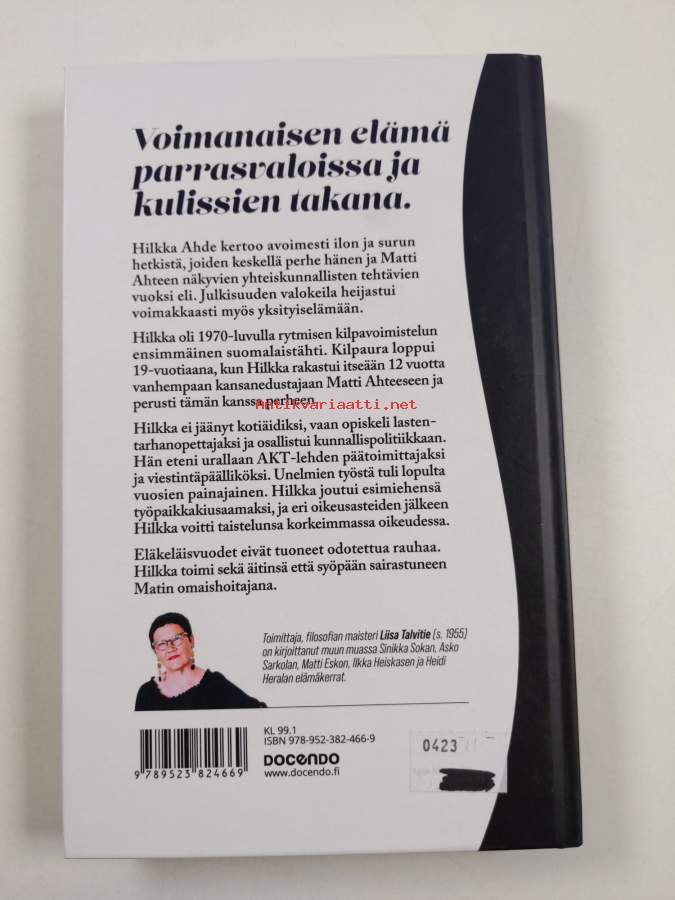 Voimanaisen elämä
parrasvaloissa ja
kulissien takana.
Hilkka Ahde kertoo avoimesti ilon ja surun
hetkistä, joiden keskellä perhe hänen ja Matti
Ahteen näkyvien yhteiskunnallisten tehtävien
vuoksi eli. Julkisuuden valokeila heijastui
voimakkaasti myös yksityiselämään.
Hilkka oli 1970-luvulla rytmisen kilpavoimistelun
ensimmäinen suomalaistähti. Kilpaura loppui
19-vuotiaana, kun Hilkka rakastui itseään 12 vuotta
vanhempaan kansanedustajaan Matti Ahteeseen ja
perusti tämän kanssa perheen.
Antikvariaatti.net
Hilkka ei jäänyt kotiäidiksi, vaan opiskeli lasten-
tarhanopettajaksi ja osallistui kunnallispolitiikkaan.
Hän eteni urallaan AKT-lehden päätoimittajaksi
ja viestintäpäälliköksi. Unelmien työstä tuli lopulta
vuosien painajainen. Hilkka joutui esimiehensä
työpaikkakiusaamaksi, ja eri oikeusasteiden jälkeen
Hilkka voitti taistelunsa korkeimmassa oikeudessa.
Eläkeläisvuodet eivät tuoneet odotettua rauhaa.
Hilkka toimi sekä äitinsä että syöpään sairastuneen
Matin omaishoitajana.
Toimittaja, filosofian maisteri Liisa Talvitie (s. 1955)
on kirjoittanut muun muassa Sinikka Sokan, Asko
Sarkolan, Matti Eskon, Ilkka Heiskasen ja Heidi
Heralan elämäkerrat.
KL 99.1
ISBN 978-952-382-466-9
DOCENDO
www.docendo.fi
9 789523 824669
0423